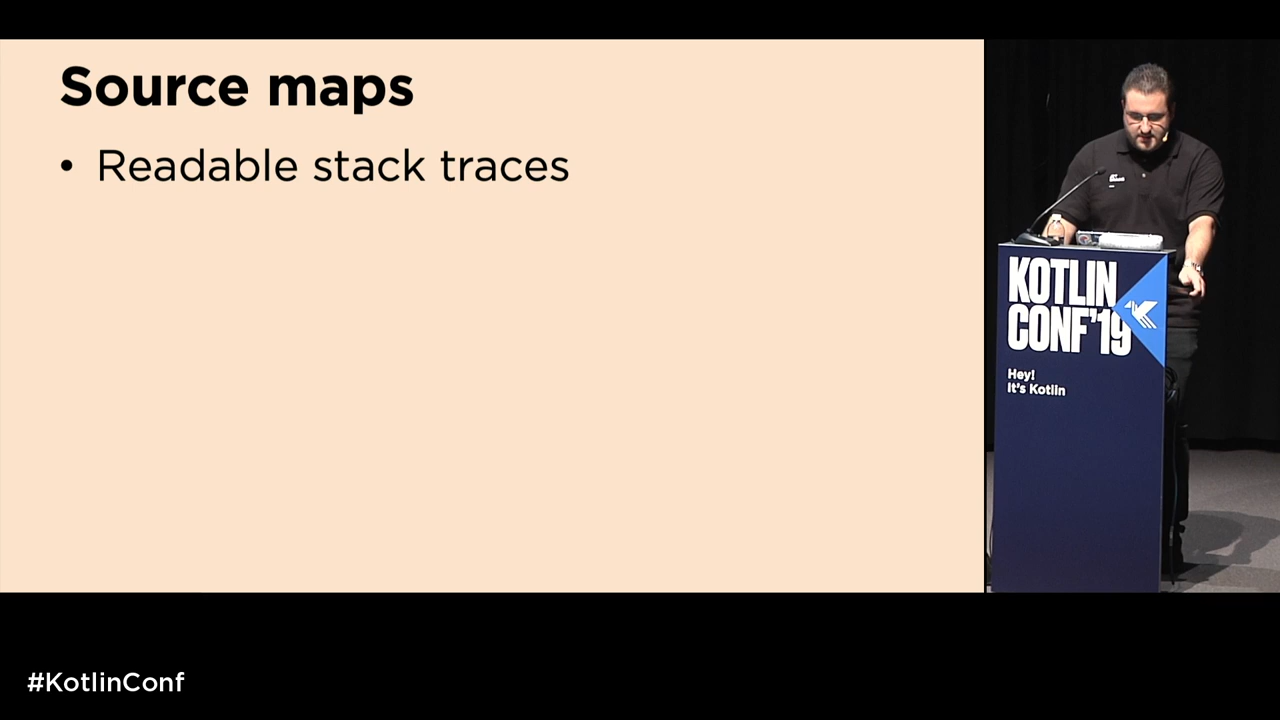 Source maps
• Readable stack traces
KOTLIN
CONF'19
Hey!
It's Kotlin
#KotlinConf